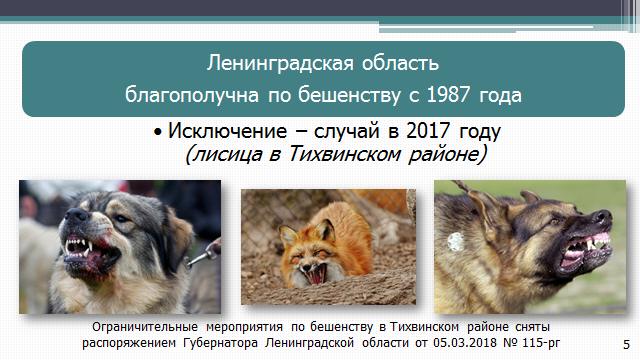 Ленинградская область
благополучна по бешенству с 1987 года
• Исключение – случай в 2017 году
(лисица в Тихвинском районе)
Ограничительные мероприятия по бешенству в Тихвинском районе сняты
распоряжением Губернатора Ленинградской области от 05.03.2018 № 115-рг
5